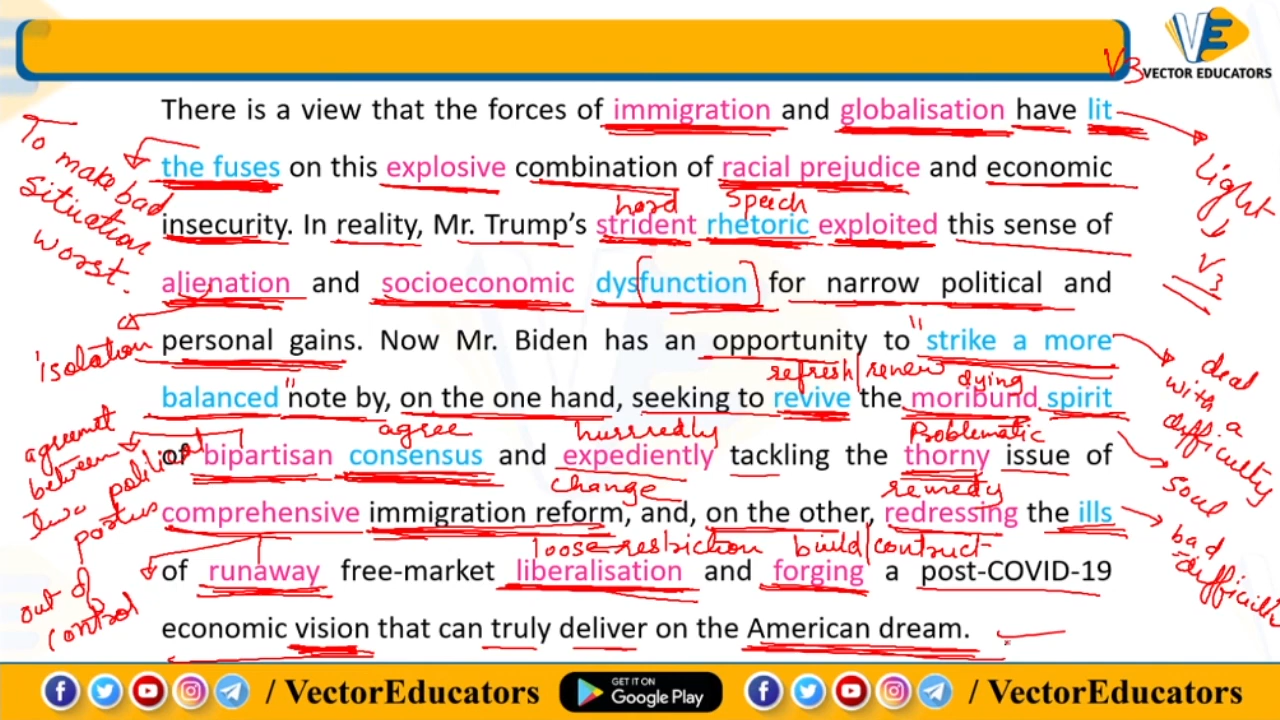 V3
VECTOR EDUCATORS
There is a view that the forces of immigration and globalisation have lit
the fuses on this explosive combination of racial prejudice and economic
hard speech
insecurity. In reality, Mr. Trump's strident rhetoric exploited this sense of
alienation and socioeconomic dysfunction for narrow political and
personal gains. Now Mr. Biden has an opportunity to "strike a more
refresh/renew dying
balanced" note by, on the one hand, seeking to revive the moribund spirit
agree hurriedly Problematic
of bipartisan consensus and expediently tackling the thorny issue of
change remedy
comprehensive immigration reform, and, on the other, redressing the ills
loose restriction build/
of runaway free-market liberalisation and forging a post-COVID-19
economic vision that can truly deliver on the American dream.
To make bad
situation
worst.
isolation
between
two political
out of
control
Light
V3
deal
with a
difficulty
soul
bad
/ VectorEducators
GET IT ON
Google Play
/ VectorEducators